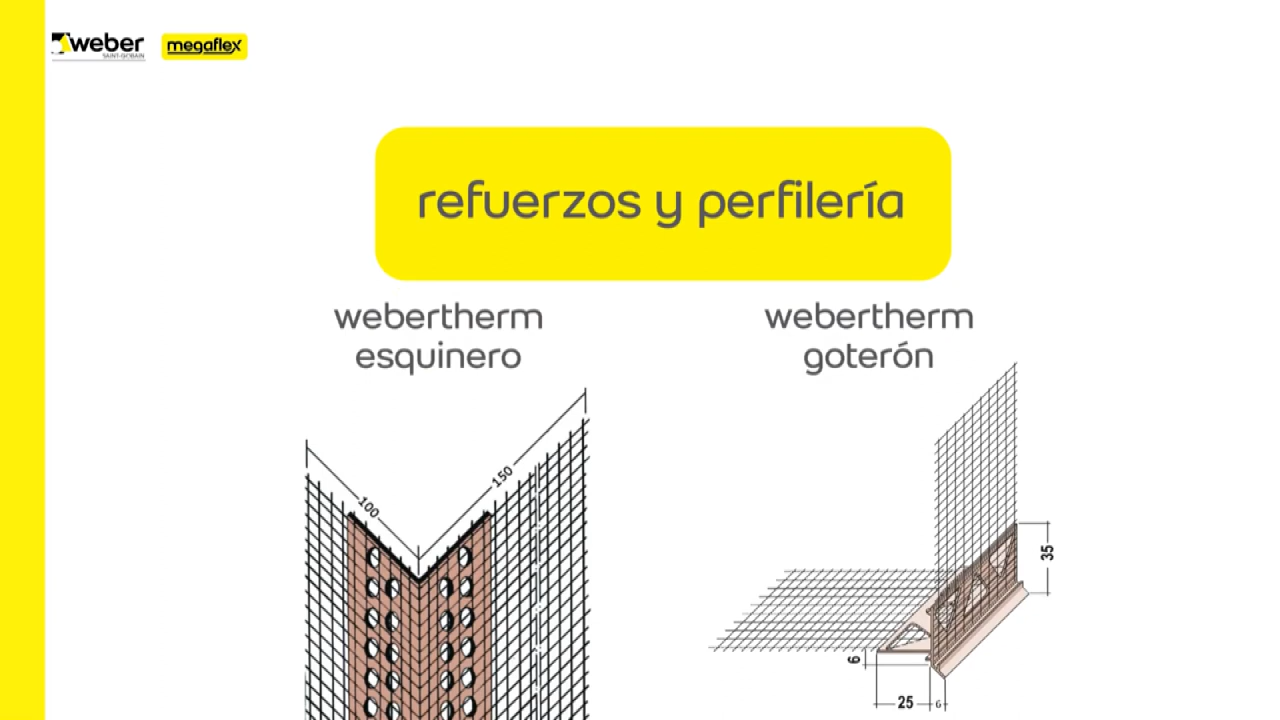 weber
SAINT-GOBAIN
megaflex
refuerzos y perfilería
webertherm
esquinero
webertherm
goterón
100
150
35
6
25
6